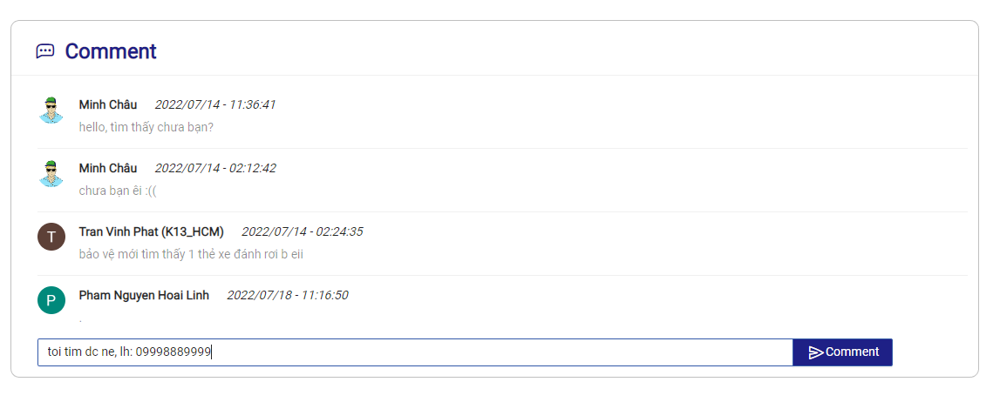 Comment
Minh Châu 2022/07/14 - 11:36:41
hello, tìm thấy chưa bạn?
Minh Châu 2022/07/14 - 02:12:42
chưa bạn êi :((
T
Tran Vinh Phat (K13_HCM) 2022/07/14 - 02:24:35
bảo vệ mới tìm thấy 1 thẻ xe đánh rơi b eii
P
Pham Nguyen Hoai Linh 2022/07/18 - 11:16:50
.
toi tim dc ne, lh: 09998889999
Comment